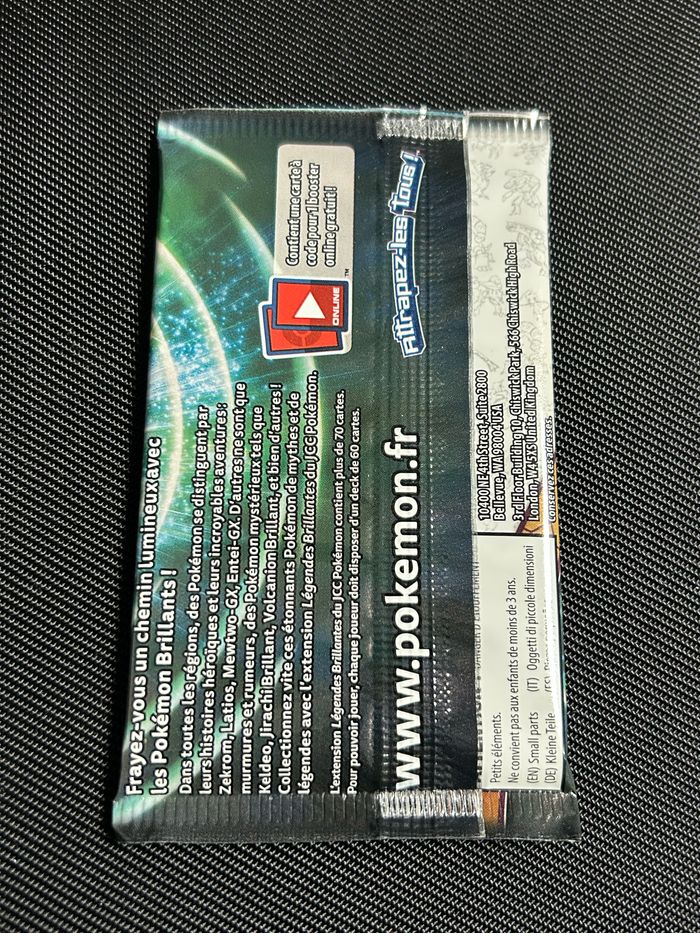 Frayez-vous un chemin lumineux avec
les Pokémon Brillants !
Dans toutes les régions, des Pokémon se distinguent par
leurs histoires héroïques et leurs incroyables aventures :
Zekrom, Latios, Mewtwo-GX, Entei-GX. D'autres ne sont que
murmures et rumeurs, des Pokémon mystérieux tels que
Keldeo, Jirachi Brillant, Volcanion Brillant, et bien d'autres !
Collectionnez vite ces étonnants Pokémon de mythes et de
légendes avec l'extension Légendes Brillantes du JCC Pokémon.
L'extension Légendes Brillantes du JCC Pokémon contient plus de 70 cartes.
Pour pouvoir jouer, chaque joueur doit disposer d'un deck de 60 cartes.
Contient une carte à
code pour 1 booster
online gratuit !
ONLINE
TM
www.pokemon.fr
Attrapez-les tous !
Petits éléments.
Ne convient pas aux enfants de moins de 3 ans.
(EN) Small parts (IT) Oggetti di piccole dimensioni
(DE) Kleine Teile (ES)
10400 NE 4th Street, Suite 2800
Bellevue, WA 98004 USA
3rd Floor Building 10, Chiswick Park, 566 Chiswick High Road
London, W4 5XS United Kingdom
Conservez ces adresses.